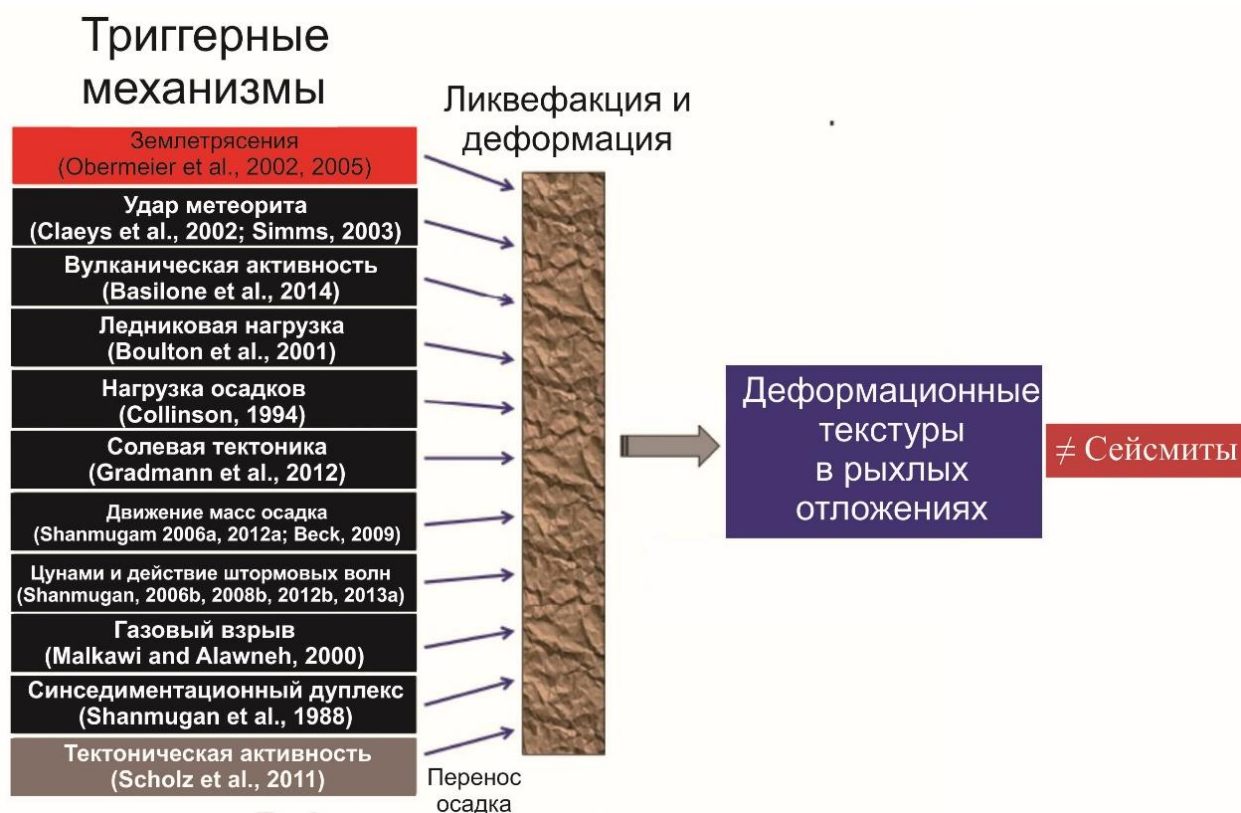 Триггерные
механизмы
Ликвефакция и
деформация
Землетрясения
(Obermeier et al., 2002, 2005)
Удар метеорита
(Claeys et al., 2002; Simms, 2003)
Вулканическая активность
(Basilone et al., 2014)
Ледниковая нагрузка
(Boulton et al., 2001)
Нагрузка осадков
(Collinson, 1994)
Солевая тектоника
(Gradmann et al., 2012)
Движение масс осадка
(Shanmugam 2006a, 2012a; Beck, 2009)
Цунами и действие штормовых волн
(Shanmugan, 2006b, 2008b, 2012b, 2013a)
Газовый взрыв
(Malkawi and Alawneh, 2000)
Синседиментационный дуплекс
(Shanmugan et al., 1988)
Тектоническая активность
(Scholz et al., 2011)
Перенос
осадка
Деформационные
текстуры
в рыхлых
отложениях
≠ Сейсмиты